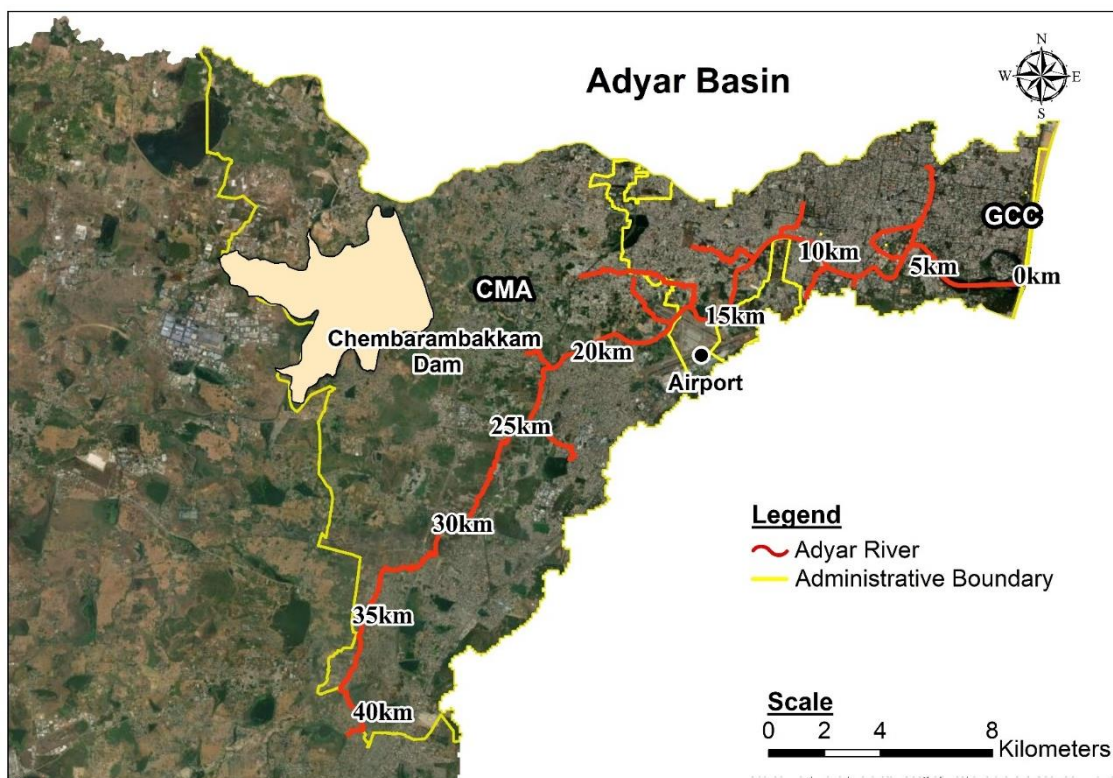 Adyar Basin
N
W
E
S
GCC
10km
5km
0km
CMA
15km
Chembarambakkam
Dam
20km
Airport
25km
30km
35km
40km
Legend
Adyar River
Administrative Boundary
Scale
0 2 4 8
Kilometers